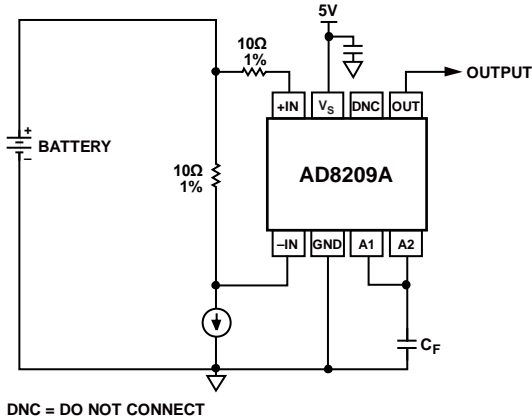 5V
10Ω
1%
OUTPUT
+IN
VS
DNC
OUT
+
BATTERY
–
10Ω
1%
AD8209A
–IN
GND
A1
A2
CF
DNC = DO NOT CONNECT